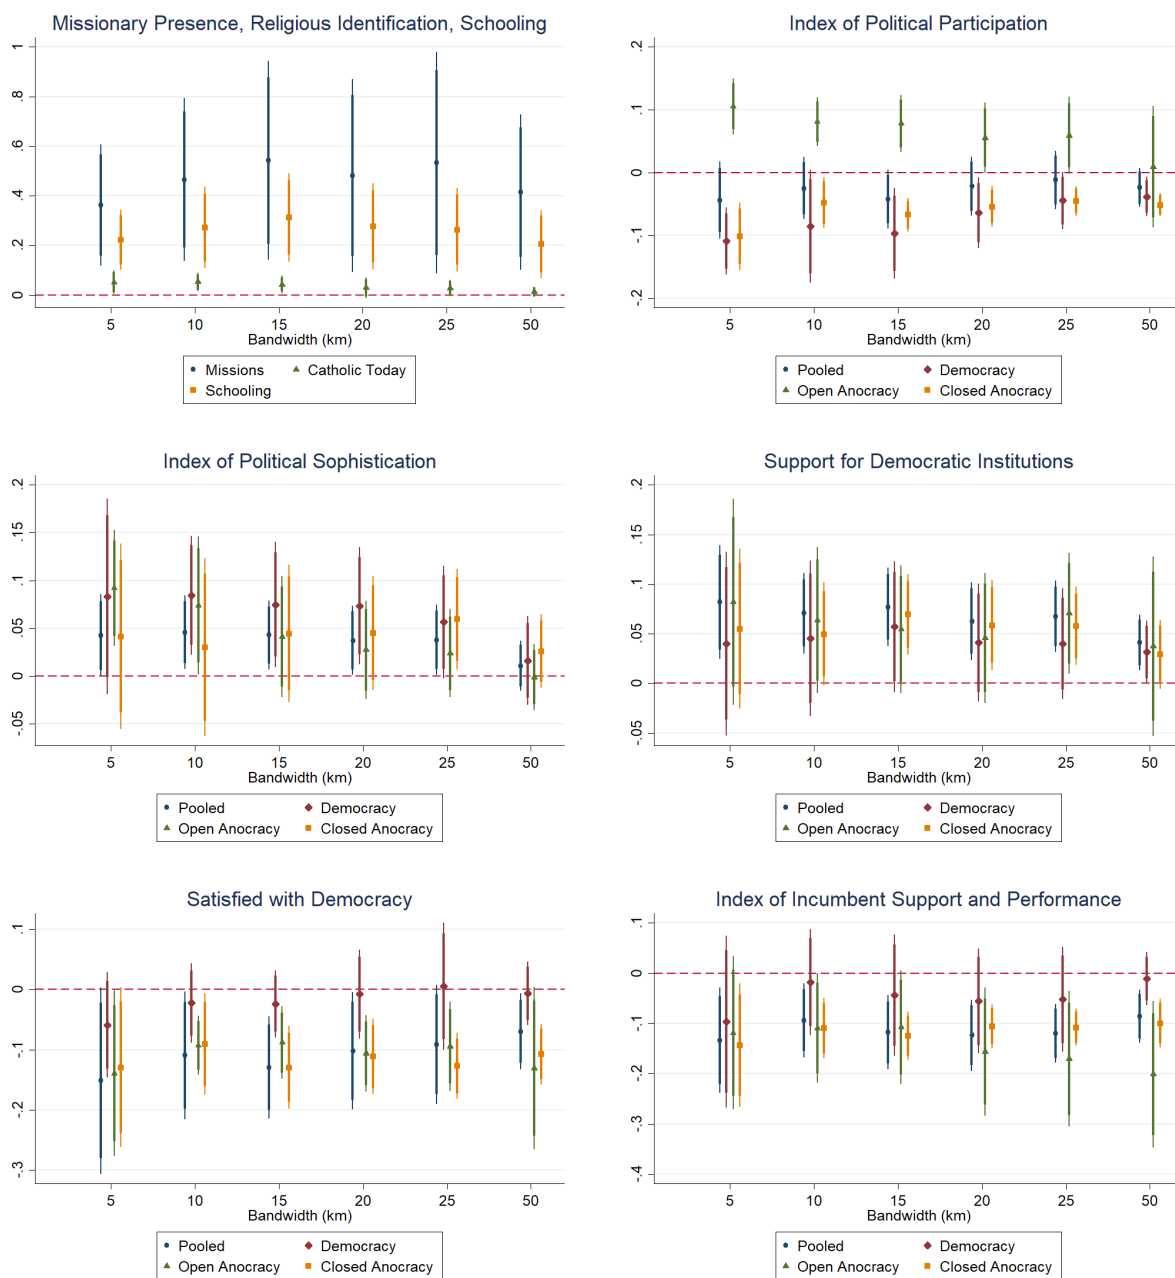 Missionary Presence, Religious Identification, Schooling
1
.8
.6
.4
.2
0
5 10 15 20 25 50
Bandwidth (km)
Missions Catholic Today
Schooling
Index of Political Participation
.2
.1
0
-.1
-.2
5 10 15 20 25 50
Bandwidth (km)
Pooled Democracy
Open Anocracy Closed Anocracy
Index of Political Sophistication
.2
.15
.1
.05
0
-.05
5 10 15 20 25 50
Bandwidth (km)
Pooled Democracy
Open Anocracy Closed Anocracy
Support for Democratic Institutions
.2
.15
.1
.05
0
-.05
5 10 15 20 25 50
Bandwidth (km)
Pooled Democracy
Open Anocracy Closed Anocracy
Satisfied with Democracy
.1
0
-.1
-.2
-.3
5 10 15 20 25 50
Bandwidth (km)
Pooled Democracy
Open Anocracy Closed Anocracy
Index of Incumbent Support and Performance
.1
0
-.1
-.2
-.3
-.4
5 10 15 20 25 50
Bandwidth (km)
Pooled Democracy
Open Anocracy Closed Anocracy